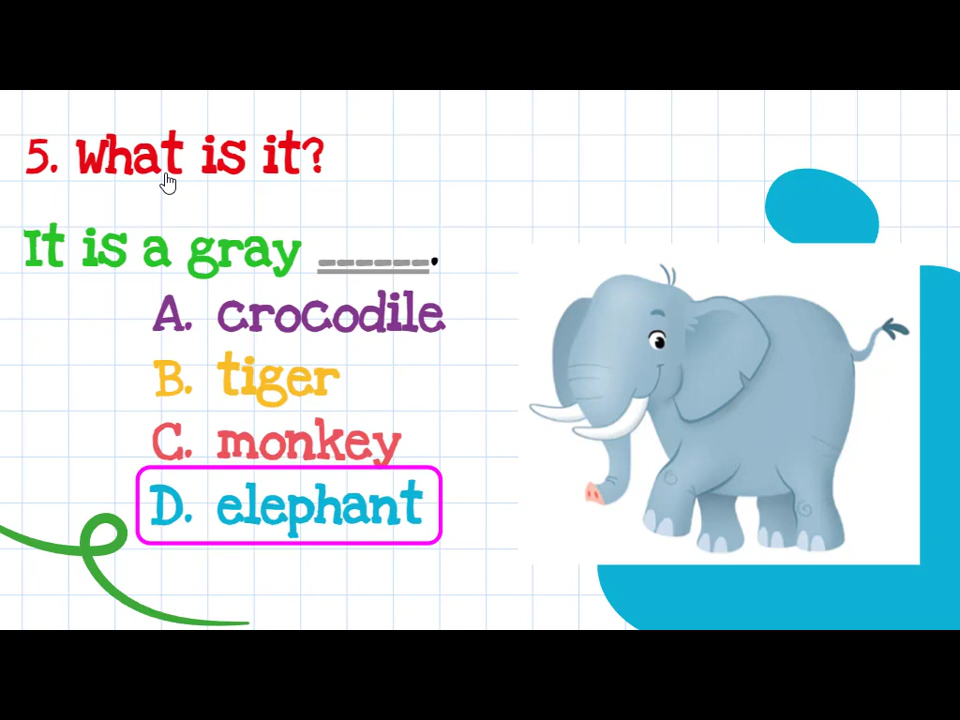 5. What is it?
It is a gray ______.
A. crocodile
B. tiger
C. monkey
D. elephant